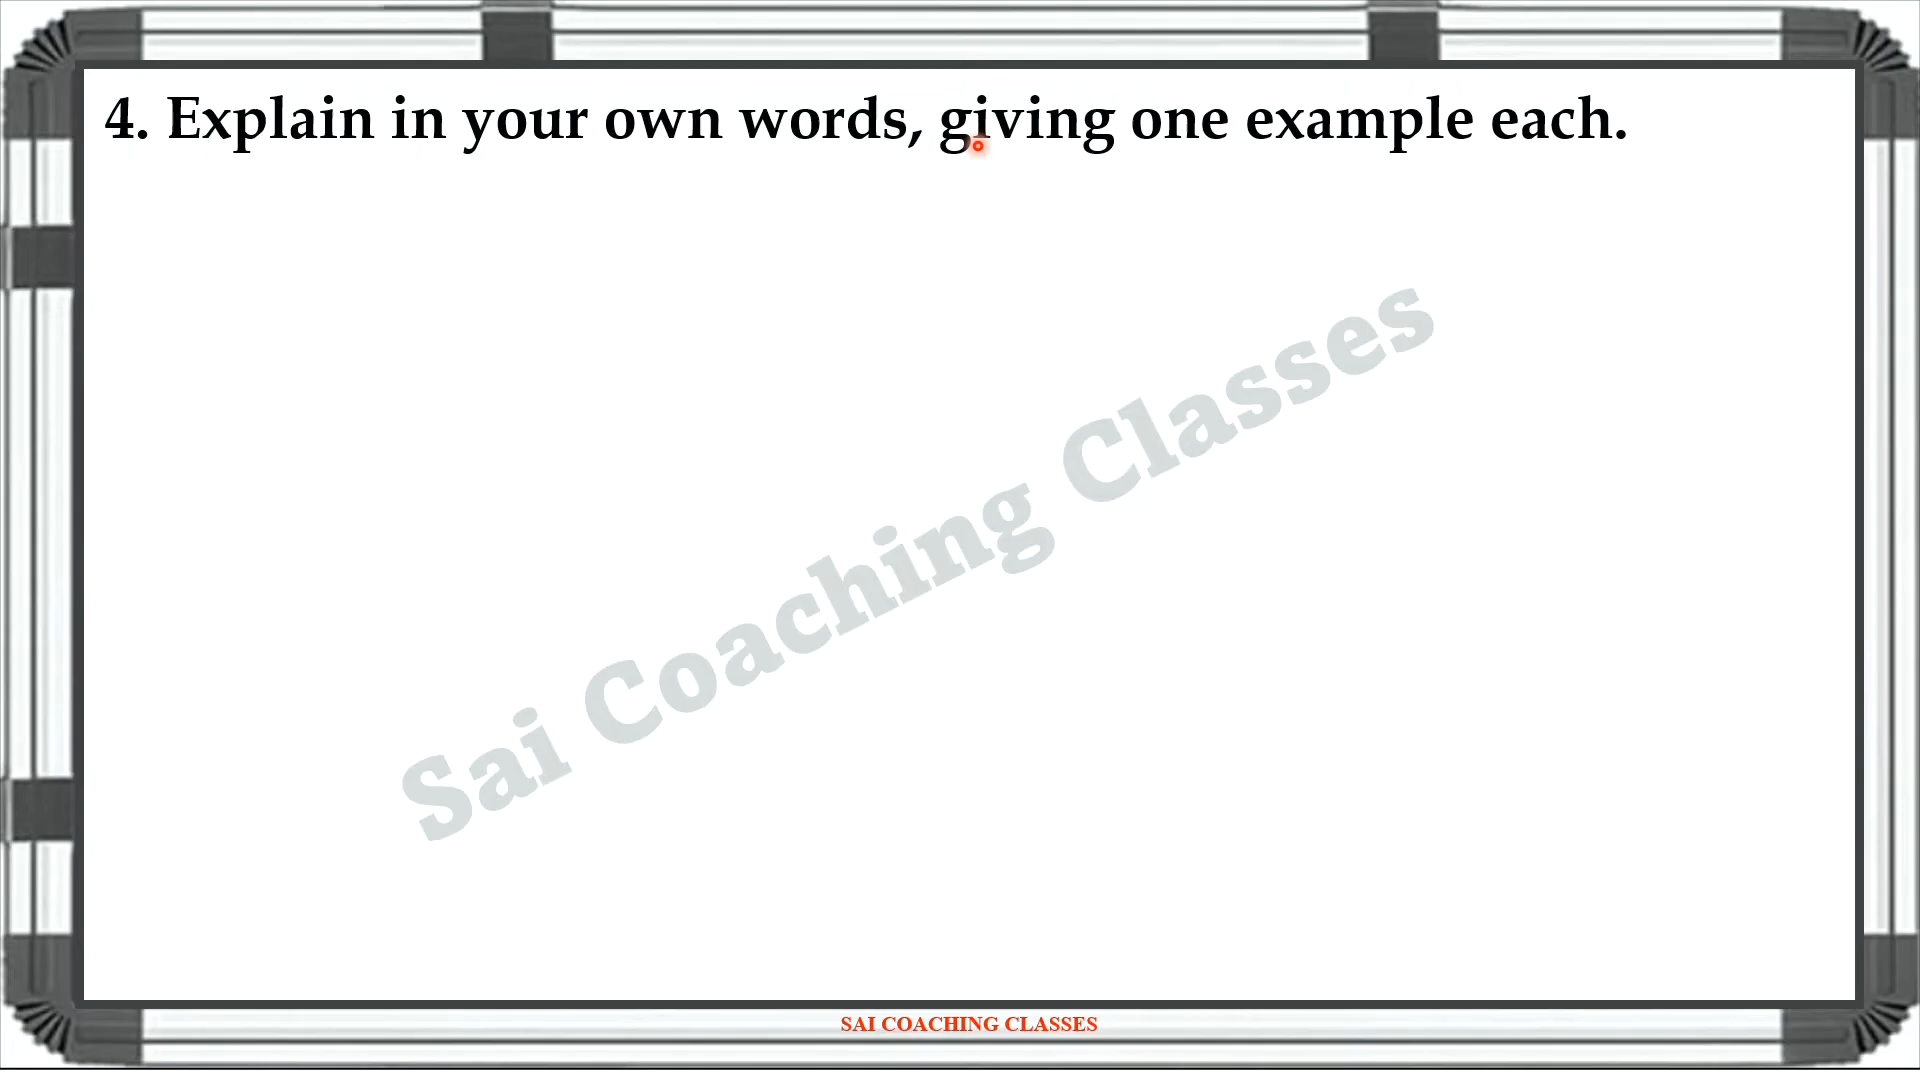 4. Explain in your own words, giving one example each.
Sai Coaching Classes
SAI COACHING CLASSES